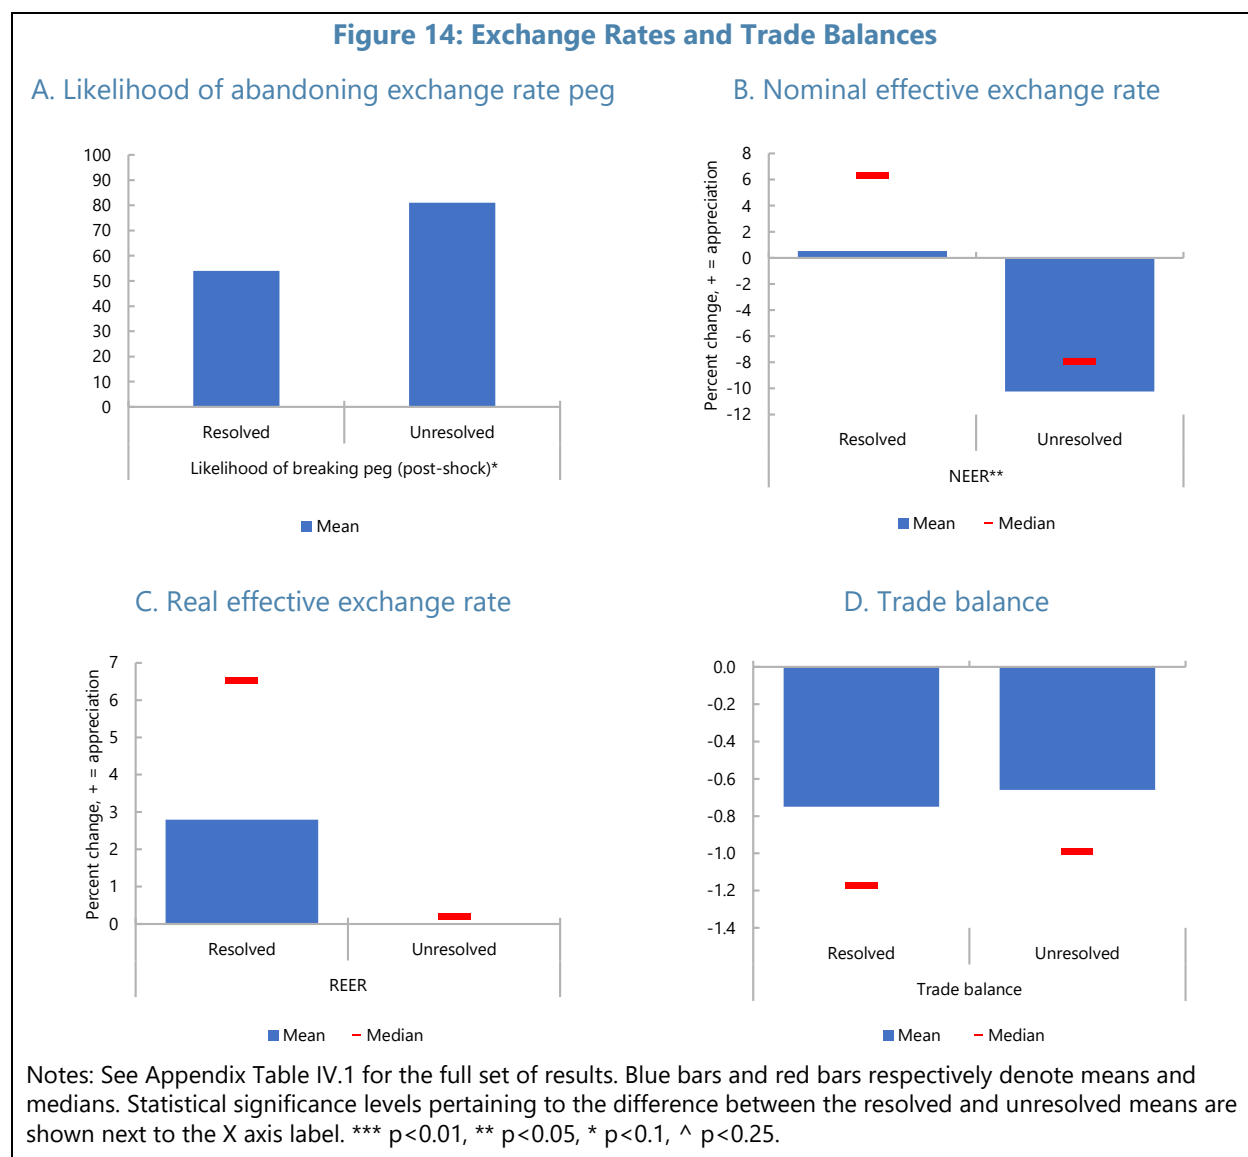 Figure 14: Exchange Rates and Trade Balances
A. Likelihood of abandoning exchange rate peg
100
90
80
70
60
50
40
30
20
10
0
Resolved
Unresolved
Likelihood of breaking peg (post-shock)*
Mean
B. Nominal effective exchange rate
Percent change, + = appreciation
8
6
4
2
0
-2
-4
-6
-8
-10
-12
Resolved
Unresolved
NEER**
Mean
Median
C. Real effective exchange rate
Percent change, + = appreciation
7
6
5
4
3
2
1
0
Resolved
Unresolved
REER
Mean
Median
D. Trade balance
0.0
-0.2
-0.4
-0.6
-0.8
-1.0
-1.2
-1.4
Resolved
Unresolved
Trade balance
Mean
Median
Notes: See Appendix Table IV.1 for the full set of results. Blue bars and red bars respectively denote means and
medians. Statistical significance levels pertaining to the difference between the resolved and unresolved means are
shown next to the X axis label. *** p<0.01, ** p<0.05, * p<0.1, ^ p<0.25.